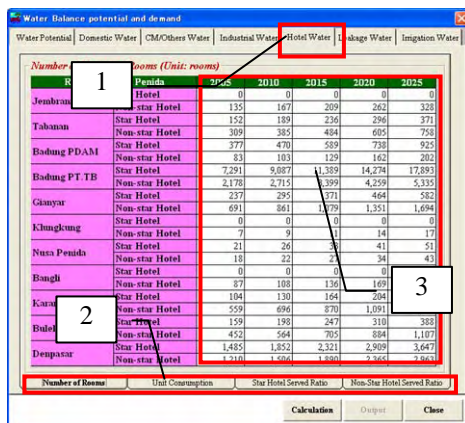 Water Balance potential and demand
Water Potential Domestic Water CM/Others Water Industrial Water Hotel Water Leakage Water Irrigation Water
Number Rooms (Unit: rooms)
R Penida 2005 2010 2015 2020 2025
Jembran Hotel 0 0 0 0 0
Non-star Hotel 135 167 209 262 328
Tabanan Star Hotel 152 189 236 296 371
Non-star Hotel 309 385 484 605 758
Badung PDAM Star Hotel 377 470 589 738 925
Non-star Hotel 83 103 129 162 202
Badung PT.TB Star Hotel 7,291 9,087 11,389 14,274 17,893
Non-star Hotel 2,178 2,715 3,399 4,259 5,335
Gianyar Star Hotel 237 295 371 464 582
Non-star Hotel 691 861 1,079 1,351 1,694
Klungkung Star Hotel 0 0 0 0 0
Non-star Hotel 7 9 1 14 17
Nusa Penida Star Hotel 21 26 3 41 51
Non-star Hotel 18 22 27 34 43
Bangli Star Hotel 0 0 0 0
Non-star Hotel 87 108 136 169
Karan Star Hotel 104 130 164 204
Non-star Hotel 559 696 870 1,091
Bulel Star Hotel 159 198 247 310 388
Non-star Hotel 452 564 705 884 1,107
Denpasar Star Hotel 1,485 1,852 2,321 2,909 3,647
Non-star Hotel 1,210 1,506 1,890 2,365 2,963
Number of Rooms Unit Consumption Star Hotel Served Ratio Non-Star Hotel Served Ratio
Calculation Output Close
1
2
3